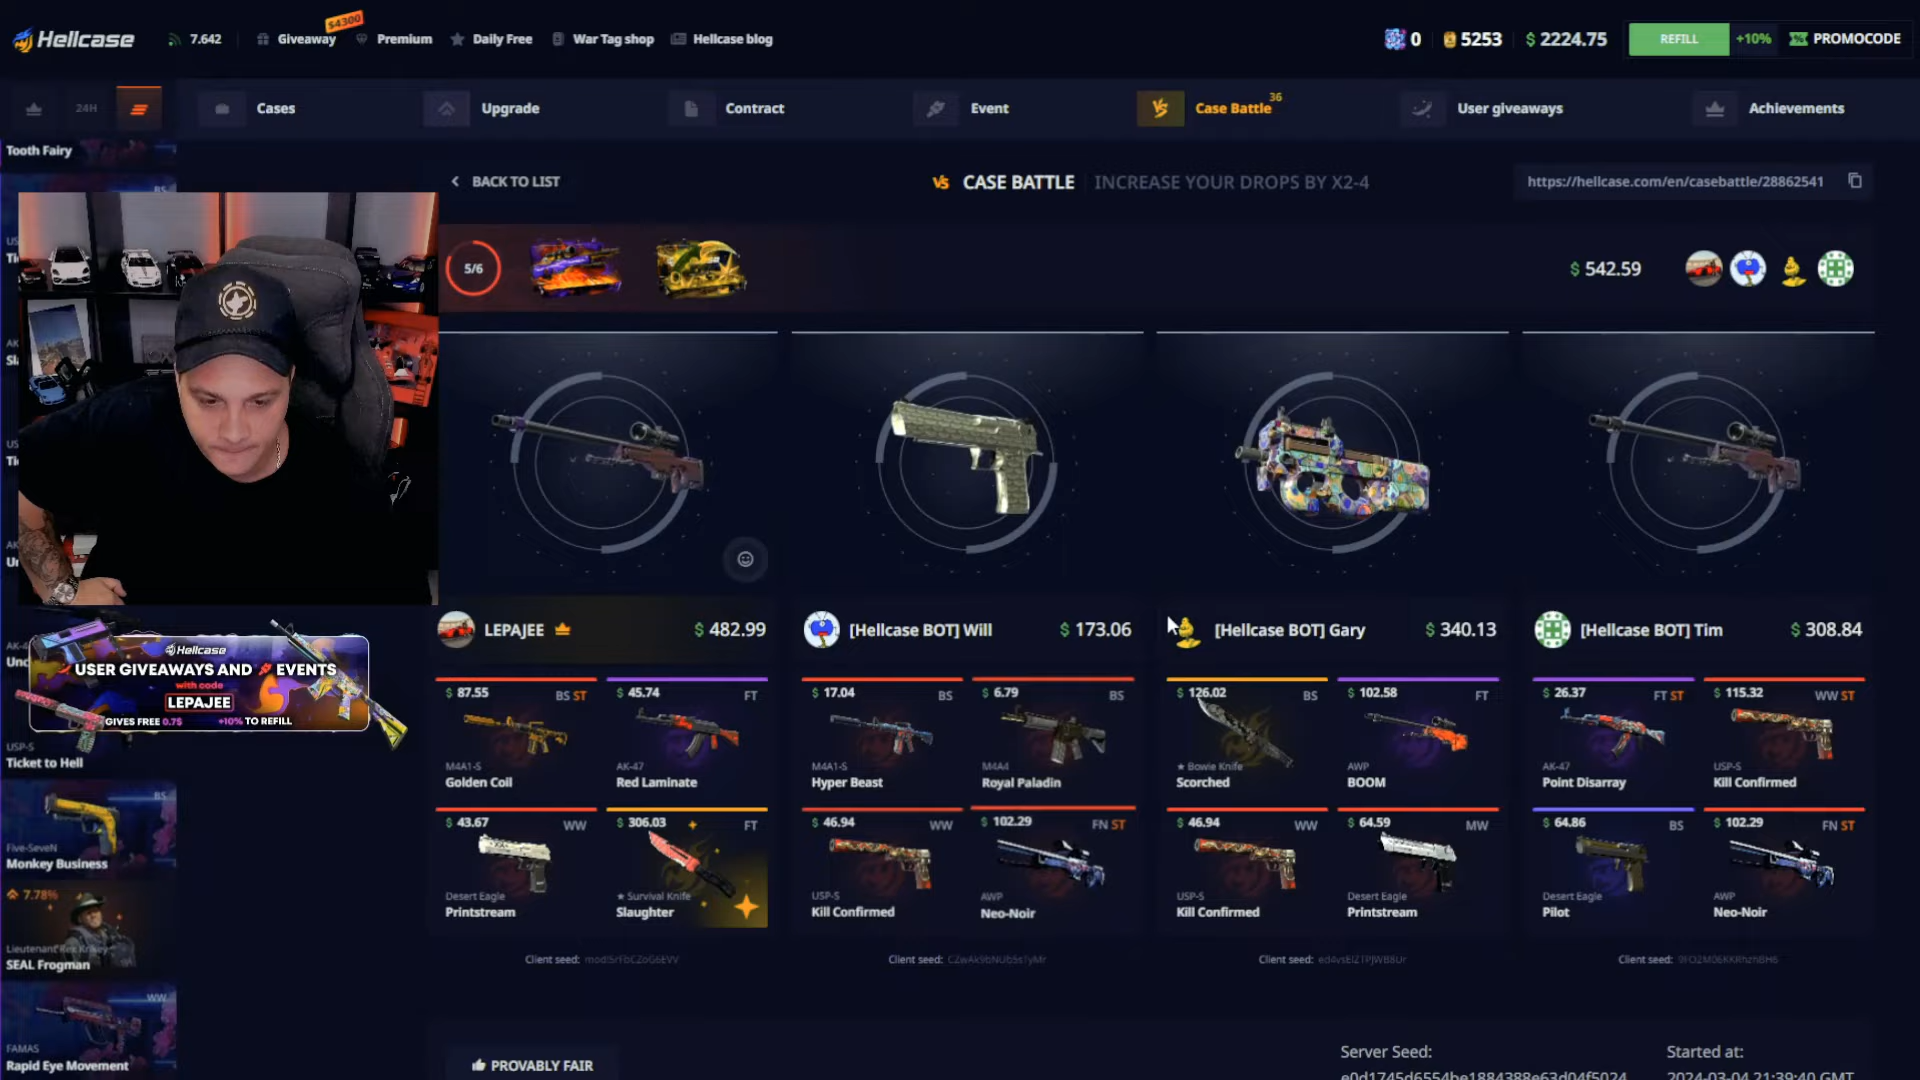 Hellcase
7.642
Giveaway
$4300
Premium
Daily Free
War Tag shop
Hellcase blog
0
5253
$ 2224.75
REFILL
+10%
PROMOCODE
24H
Cases
Upgrade
Contract
Event
Case Battle
36
User giveaways
Achievements
Tooth Fairy
BACK TO LIST
VS CASE BATTLE INCREASE YOUR DROPS BY X2-4
https://hellcase.com/en/casebattle/28862541
5/6
$ 542.59
LEPAJEE
$ 482.99
[Hellcase BOT] Will
$ 173.06
[Hellcase BOT] Gary
$ 340.13
[Hellcase BOT] Tim
$ 308.84
$ 87.55 BS ST
M4A1-S
Golden Coil
$ 45.74 FT
AK-47
Red Laminate
$ 17.04 BS
M4A1-S
Hyper Beast
$ 6.79 BS
M4A4
Royal Paladin
$ 126.02 BS
★ Bowie Knife
Scorched
$ 102.58 FT
AWP
BOOM
$ 26.37 FT ST
AK-47
Point Disarray
$ 115.32 WW ST
USP-S
Kill Confirmed
$ 43.67 WW
Desert Eagle
Printstream
$ 306.03 FT
★ Survival Knife
Slaughter
$ 46.94 WW
USP-S
Kill Confirmed
$ 102.29 FN ST
AWP
Neo-Noir
$ 46.94 WW
USP-S
Kill Confirmed
$ 64.59 MW
Desert Eagle
Printstream
$ 64.86 BS
Desert Eagle
Pilot
$ 102.29 FN ST
AWP
Neo-Noir
Client seed:
Client seed:
Client seed:
Client seed:
Hellcase
USER GIVEAWAYS AND EVENTS
with code
LEPAJEE
GIVES FREE 0.7$ +10% TO REFILL
USP-S
Ticket to Hell
BS
Five-SeveN
Monkey Business
7.78%
SEAL Frogman
WW
FAMAS
Rapid Eye Movement
PROVABLY FAIR
Server Seed:
Started at:
2024-03-04 21:39:40 GMT